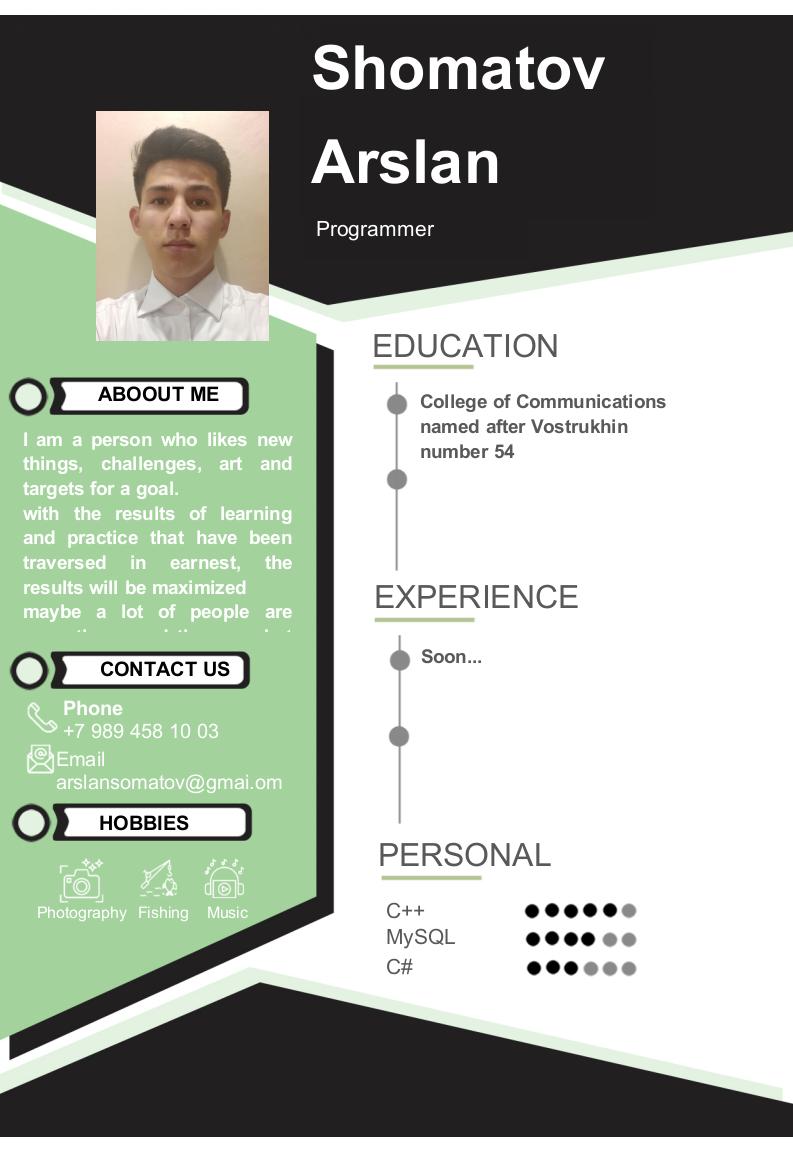 Shomatov
Arslan
Programmer
ABOOUT ME
I am a person who likes new
things, challenges, art and
targets for a goal.
with the results of learning
and practice that have been
traversed in earnest, the
results will be maximized
maybe a lot of people are
CONTACT US
Phone
+7 989 458 10 03
Email
arslansomatov@gmai.om
HOBBIES
Photography Fishing Music
EDUCATION
College of Communications
named after Vostrukhin
number 54
EXPERIENCE
Soon...
PERSONAL
C++
MySQL
C#